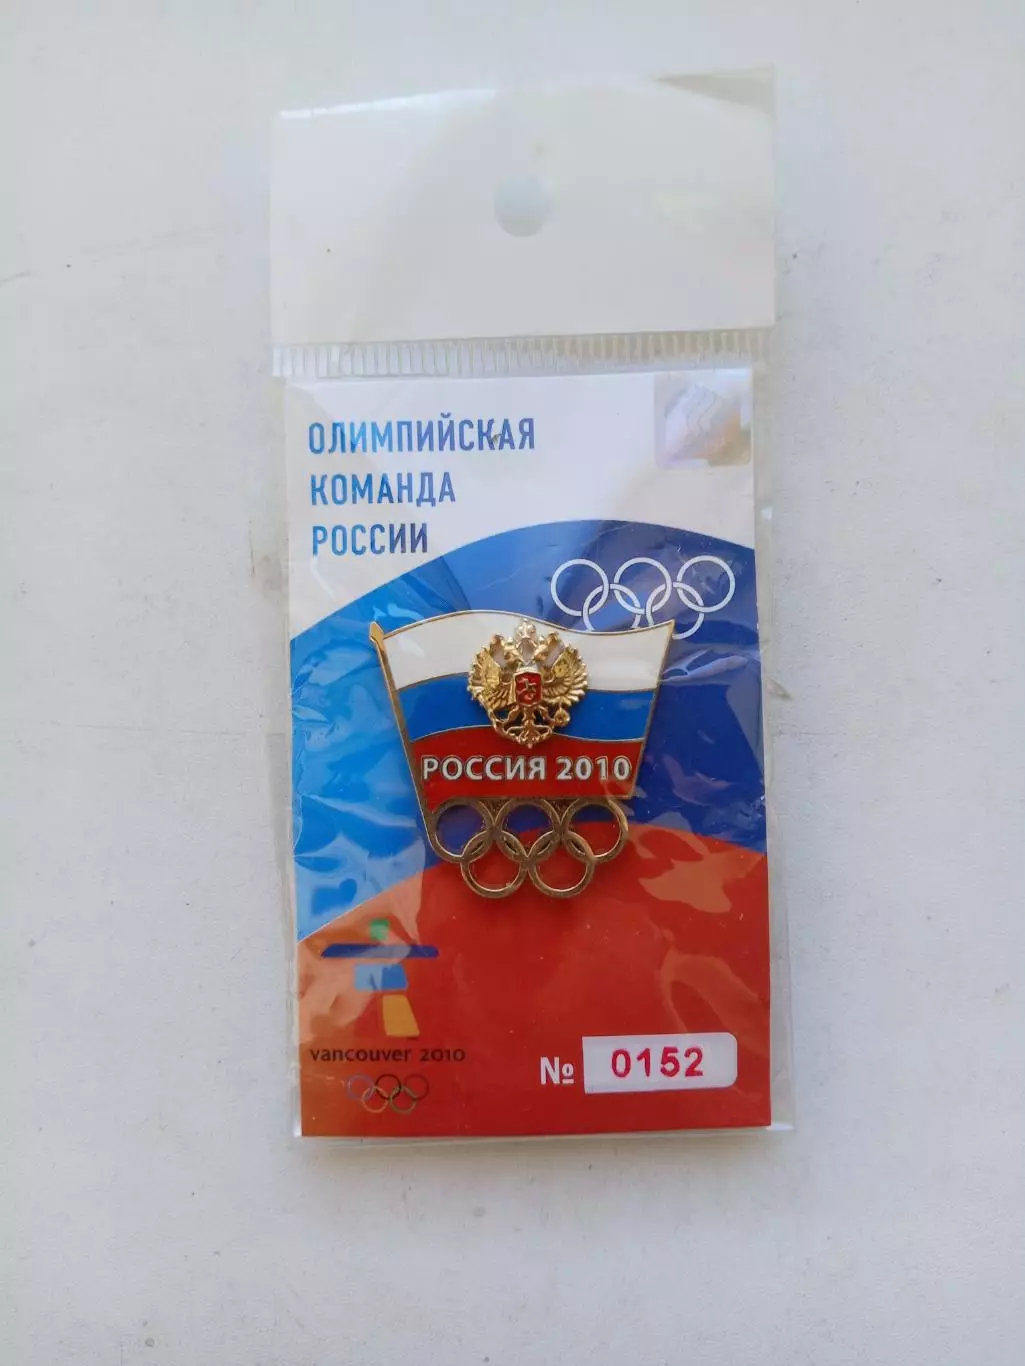 ОЛИМПИЙСКАЯ
КОМАНДА
РОССИИ
РОССИЯ 2010
vancouver 2010
№ 0152